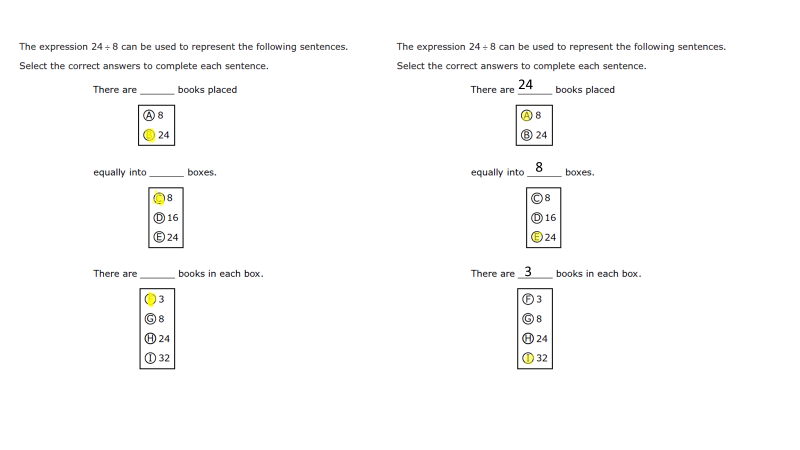 The expression 24 ÷ 8 can be used to represent the following sentences.
Select the correct answers to complete each sentence.
There are ______ books placed
Ⓐ 8
24
equally into ______ boxes.
Ⓒ 8
Ⓓ 16
Ⓔ 24
There are ______ books in each box.
3
Ⓖ 8
Ⓗ 24
Ⓘ 32
The expression 24 ÷ 8 can be used to represent the following sentences.
Select the correct answers to complete each sentence.
There are 24 books placed
Ⓐ 8
Ⓑ 24
equally into 8 boxes.
Ⓒ 8
Ⓓ 16
Ⓔ 24
There are 3 books in each box.
Ⓕ 3
Ⓖ 8
Ⓗ 24
Ⓘ 32